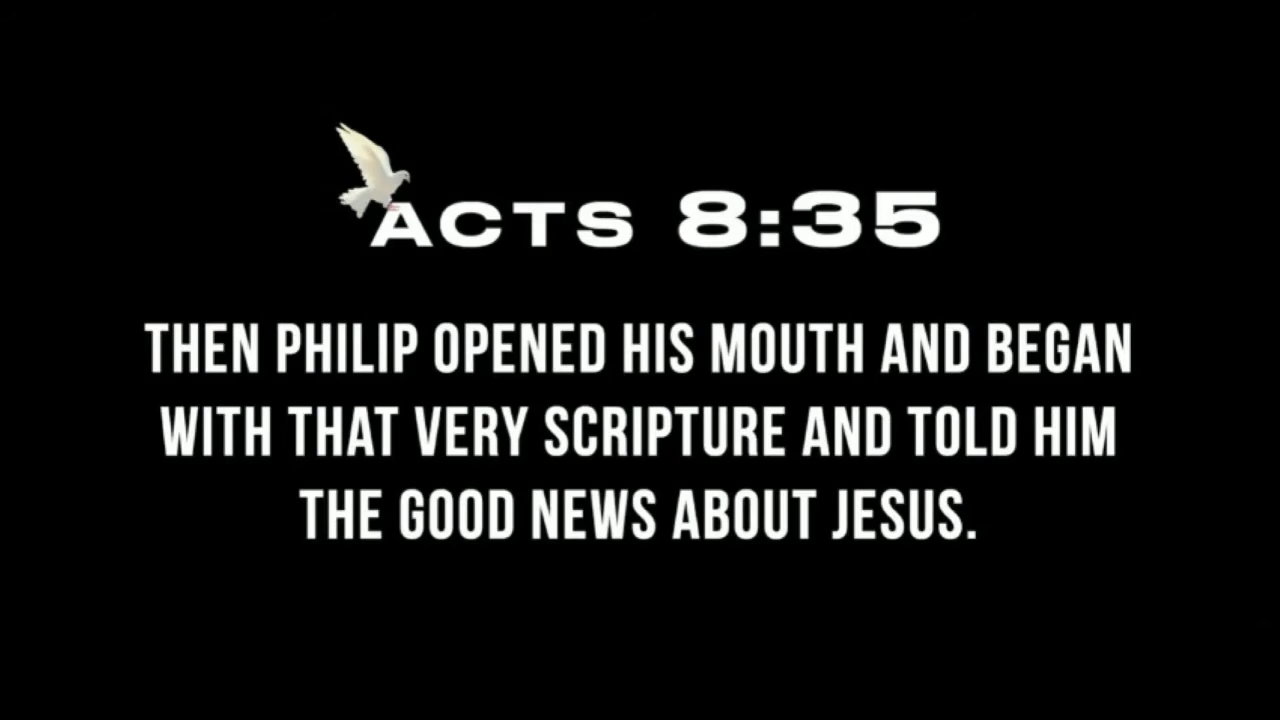 ACTS 8:35
THEN PHILIP OPENED HIS MOUTH AND BEGAN
WITH THAT VERY SCRIPTURE AND TOLD HIM
THE GOOD NEWS ABOUT JESUS.